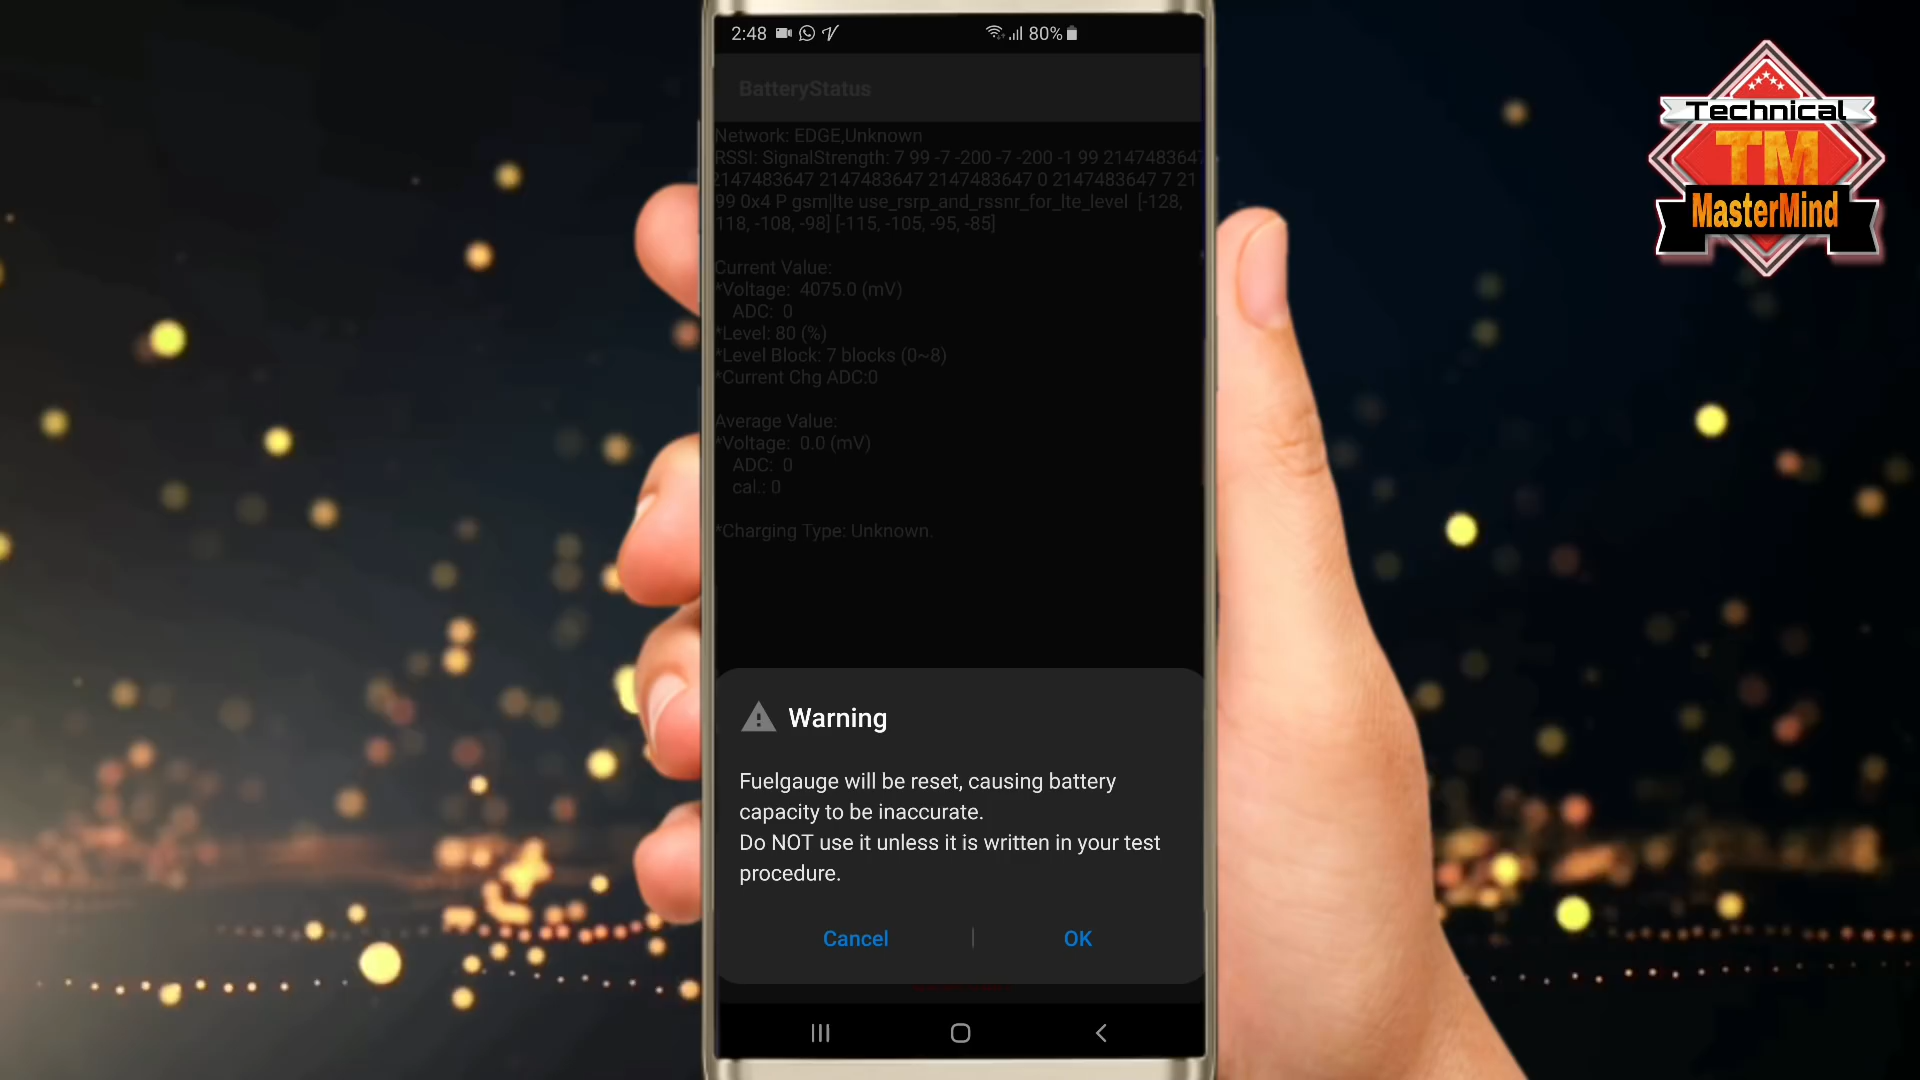 2:48
80%
Technical
TM
MasterMind
BatteryStatus
Network: EDGE,Unknown
RSSI: SignalStrength: 7 99 -7 -200 -7 -200 -1 99 2147483647
2147483647 2147483647 2147483647 0 2147483647 7 21
99 0x4 P gsm|lte use_rsrp_and_rssnr_for_lte_level [-128,
118, -108, -98] [-115, -105, -95, -85]
Current Value:
*Voltage: 4075.0 (mV)
ADC: 0
*Level: 80 (%)
*Level Block: 7 blocks (0~8)
*Current Chg ADC:0
Average Value:
*Voltage: 0.0 (mV)
ADC: 0
cal.: 0
*Charging Type: Unknown.
Warning
Fuelgauge will be reset, causing battery
capacity to be inaccurate.
Do NOT use it unless it is written in your test
procedure.
Cancel | OK